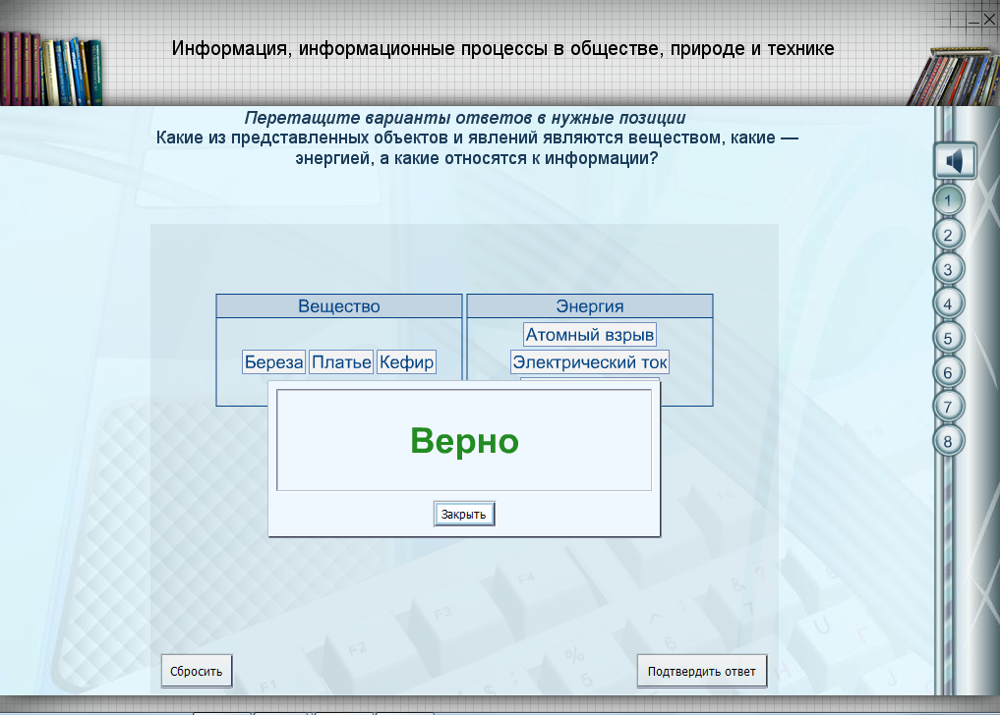 Информация, информационные процессы в обществе, природе и технике
Перетащите варианты ответов в нужные позиции
Какие из представленных объектов и явлений являются веществом, какие —
энергией, а какие относятся к информации?
1
2
3
4
5
6
7
8
Вещество
Энергия
Береза Платье Кефир
Атомный взрыв
Электрический ток
Верно
Закрыть
Сбросить
Подтвердить ответ